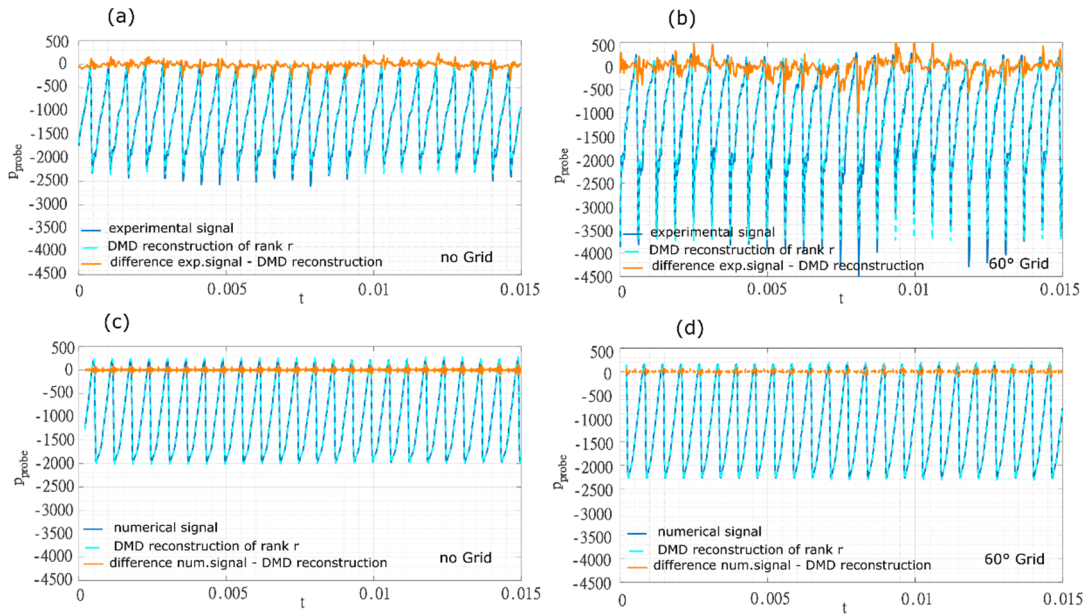 (a)
500
0
-500
-1000
-1500
-2000
-2500
-3000
-3500
-4000
-4500
p_probe
experimental signal
DMD reconstruction of rank r
difference exp.signal - DMD reconstruction
no Grid
0
0.005
0.01
0.015
t
(b)
500
0
-500
-1000
-1500
-2000
-2500
-3000
-3500
-4000
-4500
p_probe
experimental signal
DMD reconstruction of rank r
difference exp.signal - DMD reconstruction
60° Grid
0
0.005
0.01
0.015
t
(c)
500
0
-500
-1000
-1500
-2000
-2500
-3000
-3500
-4000
-4500
p_probe
numerical signal
DMD reconstruction of rank r
difference num.signal - DMD reconstruction
no Grid
0
0.005
0.01
0.015
t
(d)
500
0
-500
-1000
-1500
-2000
-2500
-3000
-3500
-4000
-4500
p_probe
numerical signal
DMD reconstruction of rank r
difference num.signal - DMD reconstruction
60° Grid
0
0.005
0.01
0.015
t